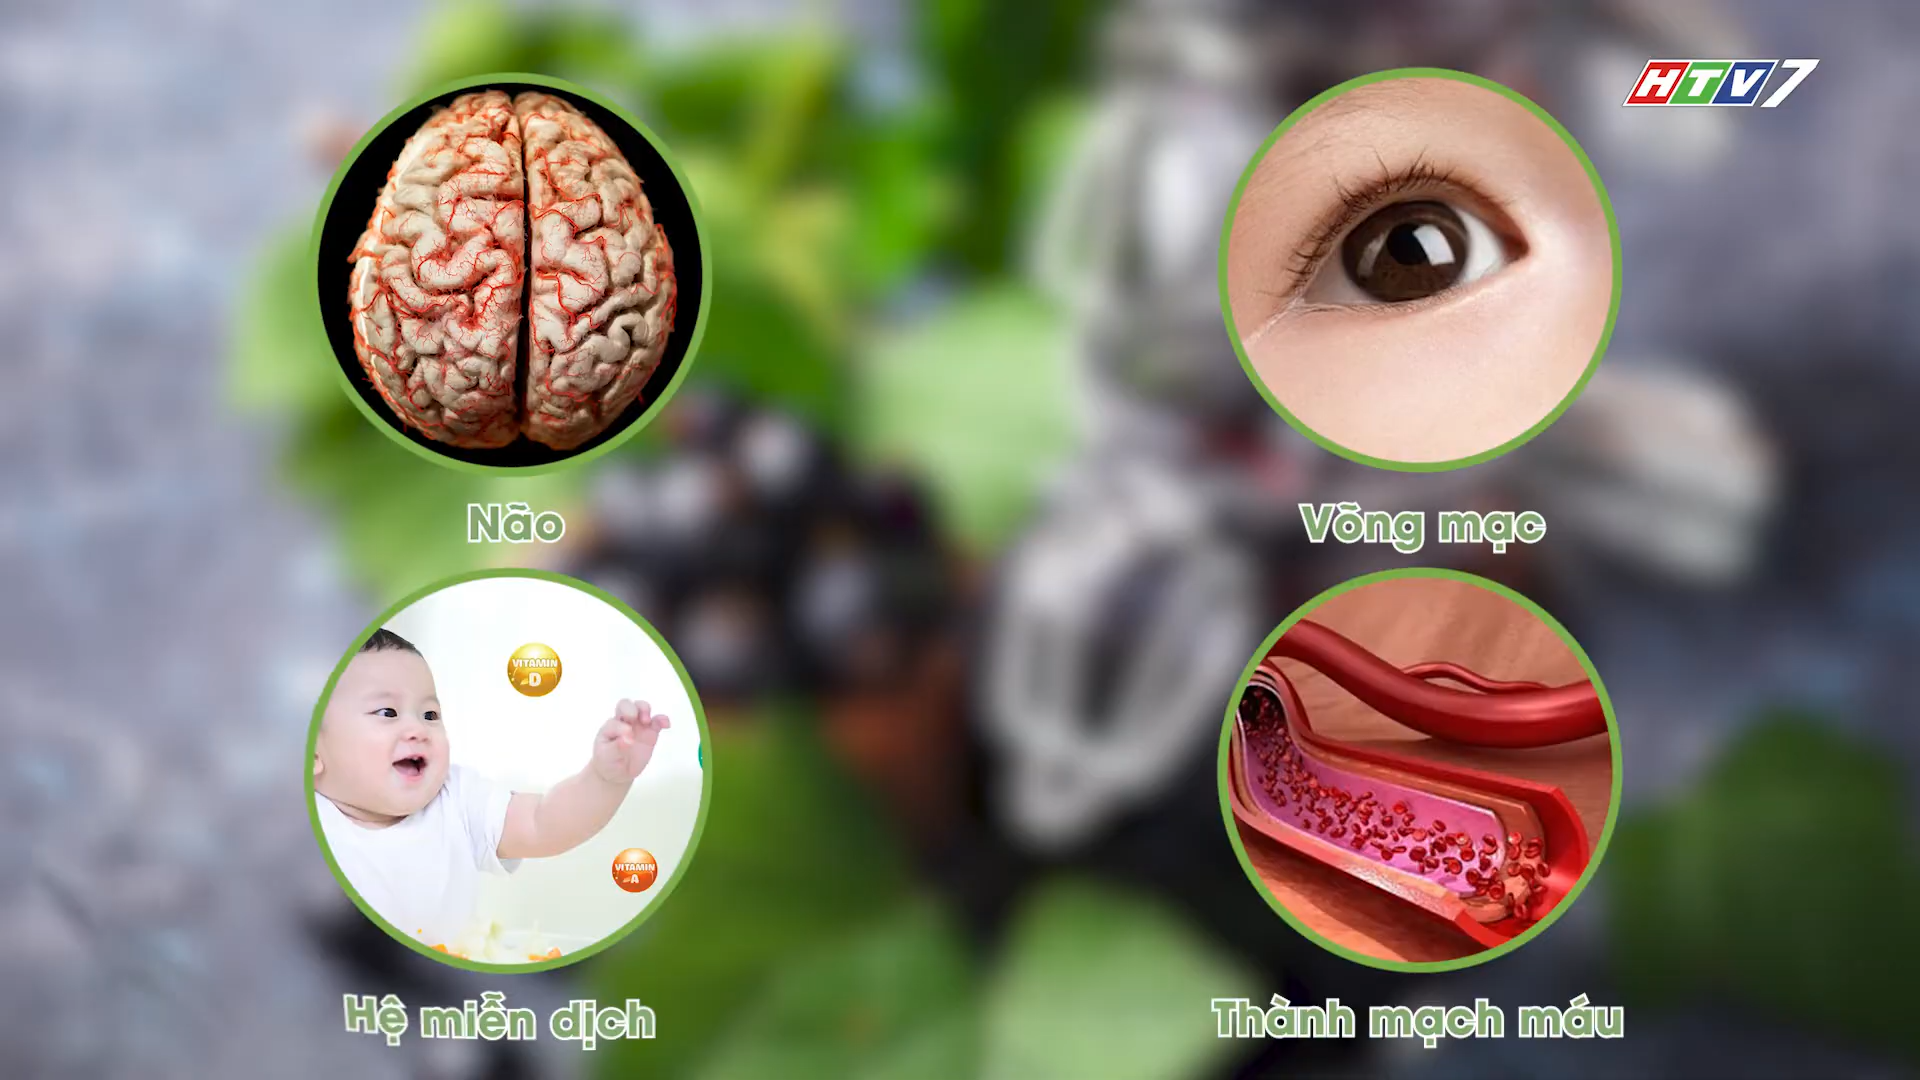 HTV7
Não
Võng mạc
VITAMIN
D
VITAMIN
A
Hệ miễn dịch
Thành mạch máu